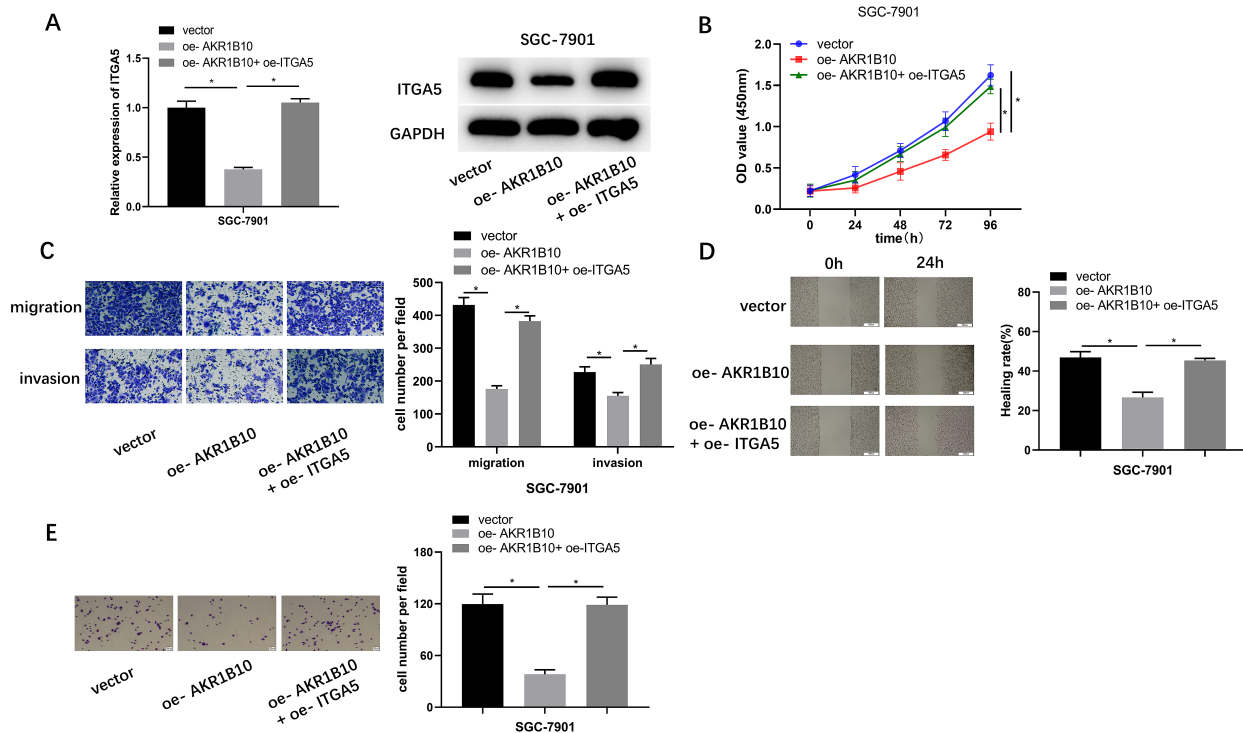 A
vector
oe- AKR1B10
oe- AKR1B10+ oe-ITGA5
Relative expression of ITGA5
1.5
1.0
0.5
0.0
*
*
SGC-7901
SGC-7901
ITGA5
GAPDH
vector
oe- AKR1B10
oe- AKR1B10
+ oe- ITGA5
B
SGC-7901
vector
oe- AKR1B10
oe- AKR1B10+ oe-ITGA5
OD value (450nm)
2.0
1.5
1.0
0.5
0.0
*
*
0 24 48 72 96
time(h)
C
migration
invasion
vector
oe- AKR1B10
oe- AKR1B10
+ oe- ITGA5
vector
oe- AKR1B10
oe- AKR1B10+ oe-ITGA5
cell number per field
500
400
300
200
100
0
*
*
*
*
migration invasion
SGC-7901
D
0h 24h
vector
oe- AKR1B10
oe- AKR1B10
+ oe- ITGA5
vector
oe- AKR1B10
oe- AKR1B10+ oe-ITGA5
Healing rate(%)
80
60
40
20
0
*
*
SGC-7901
E
vector
oe- AKR1B10
oe- AKR1B10
+ oe- ITGA5
vector
oe- AKR1B10
oe- AKR1B10+ oe-ITGA5
cell number per field
180
120
60
0
*
*
SGC-7901